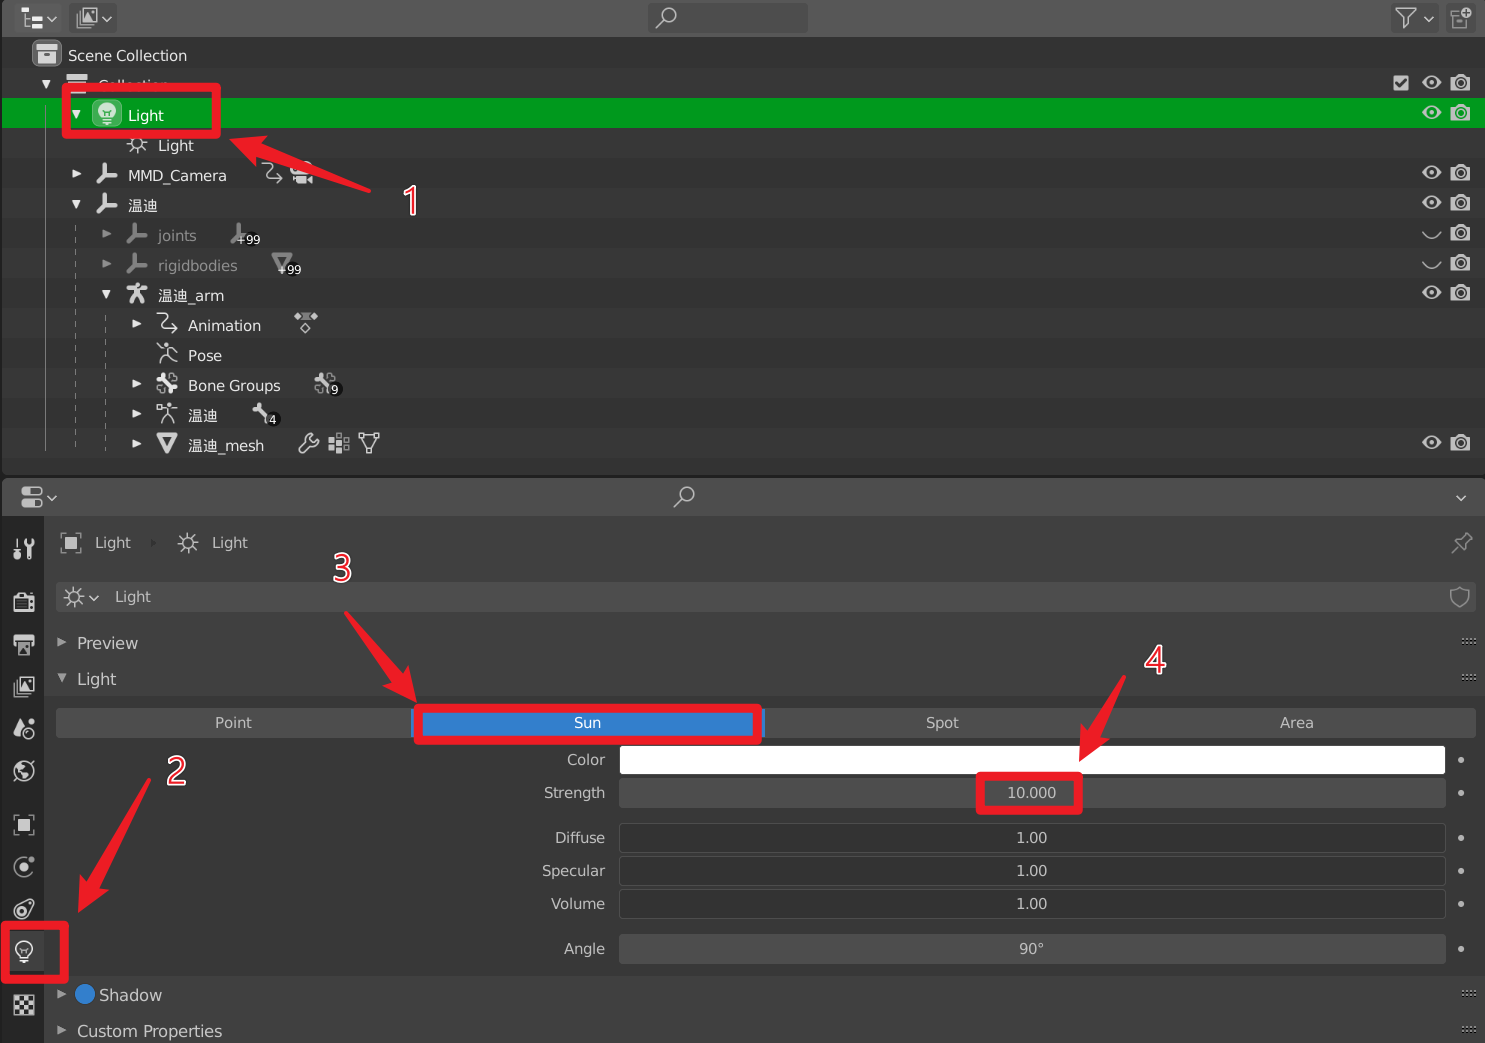 Scene Collection
Collection
Light
Light
1
MMD_Camera
温迪
joints +99
rigidbodies +99
温迪_arm
Animation
Pose
Bone Groups 9
温迪 4
温迪_mesh
Light Light
3
Light
Preview
4
Light
Point Sun Spot Area
2
Color
Strength 10.000
Diffuse 1.00
Specular 1.00
Volume 1.00
Angle 90°
Shadow
Custom Properties